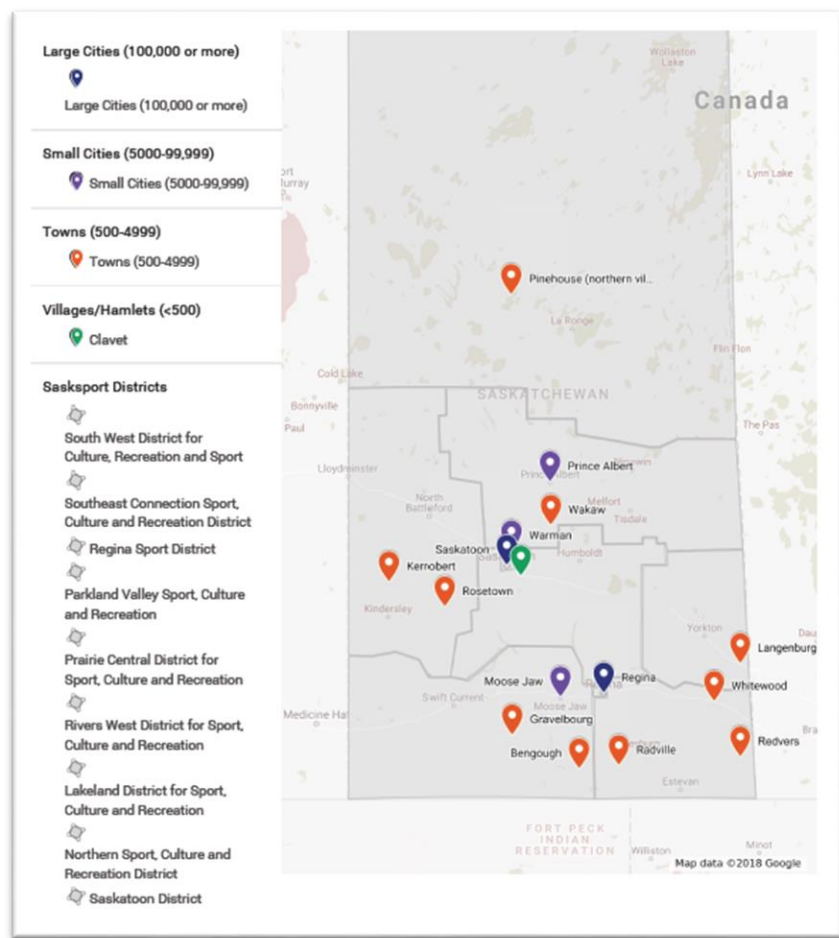 Large Cities (100,000 or more)
Large Cities (100,000 or more)
Small Cities (5000-99,999)
Small Cities (5000-99,999)
Towns (500-4999)
Towns (500-4999)
Villages/Hamlets (<500)
Clavet
Sasksport Districts
South West District for
Culture, Recreation and Sport
Southeast Connection Sport,
Culture and Recreation District
Regina Sport District
Parkland Valley Sport, Culture
and Recreation
Prairie Central District for
Sport, Culture and Recreation
Rivers West District for Sport,
Culture and Recreation
Lakeland District for Sport,
Culture and Recreation
Northern Sport, Culture and
Recreation District
Saskatoon District
Wollaston
Lake
Canada
Lynn Lake
Pinehouse (northern vil...
La Ronge
Flin Flon
Cold Lake
SASKATCHEWAN
Bonnyville
Paul
The Pas
Lloydminster
Prince Albert
North
Battleford
Wakaw
Melfort
Tisdale
Warman
Saskatoon
Humboldt
Kernobert
Rosetown
Kindersley
Yorkton
Langenburg
Moose Jaw
Regina
Whitewood
Swift Current
Moose Jaw
Medicine Hat
Gravelbourg
Bengough
Radville
Redvers
Estevan
FORT PECK
INDIAN
RESERVATION
Williston
Minot
Map data ©2018 Google